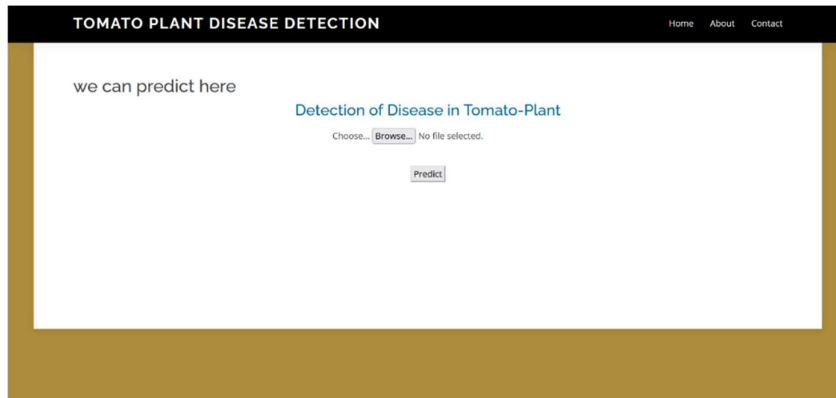 TOMATO PLANT DISEASE DETECTION Home About Contact
we can predict here
Detection of Disease in Tomato-Plant
Choose... Browse... No file selected.
Predict